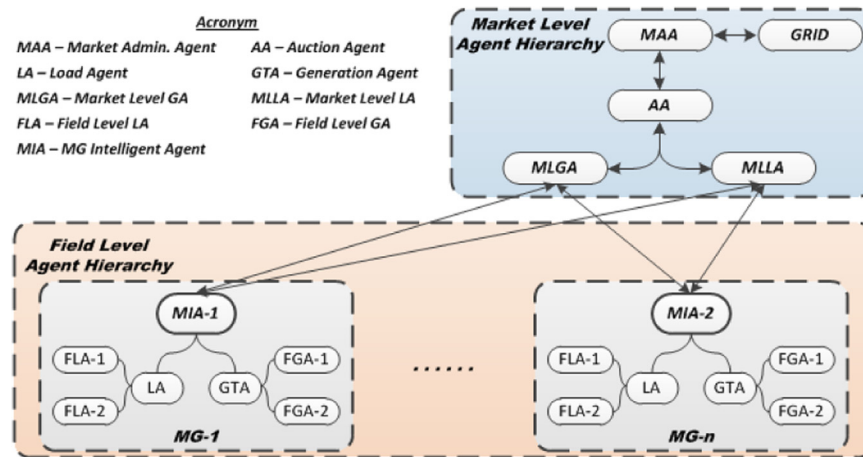 Acronym
MAA – Market Admin. Agent
AA – Auction Agent
LA – Load Agent
GTA – Generation Agent
MLGA – Market Level GA
MLLA – Market Level LA
FLA – Field Level LA
FGA – Field Level GA
MIA – MG Intelligent Agent
Market Level
Agent Hierarchy
MAA
GRID
AA
MLGA
MLLA
Field Level
Agent Hierarchy
MIA-1
FLA-1
FGA-1
LA
GTA
FLA-2
FGA-2
MG-1
......
MIA-2
FLA-1
FGA-1
LA
GTA
FLA-2
FGA-2
MG-n